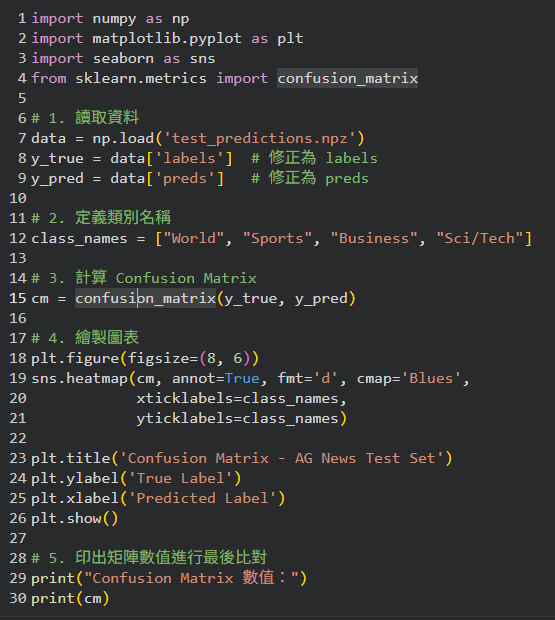 1 import numpy as np
2 import matplotlib.pyplot as plt
3 import seaborn as sns
4 from sklearn.metrics import confusion_matrix
5
6 # 1. 讀取資料
7 data = np.load('test_predictions.npz')
8 y_true = data['labels']  # 修正為 labels
9 y_pred = data['preds']   # 修正為 preds
10
11 # 2. 定義類別名稱
12 class_names = ["World", "Sports", "Business", "Sci/Tech"]
13
14 # 3. 計算 Confusion Matrix
15 cm = confusion_matrix(y_true, y_pred)
16
17 # 4. 繪製圖表
18 plt.figure(figsize=(8, 6))
19 sns.heatmap(cm, annot=True, fmt='d', cmap='Blues',
20             xticklabels=class_names,
21             yticklabels=class_names)
22
23 plt.title('Confusion Matrix - AG News Test Set')
24 plt.ylabel('True Label')
25 plt.xlabel('Predicted Label')
26 plt.show()
27
28 # 5. 印出矩陣數值進行最後比對
29 print("Confusion Matrix 數值：")
30 print(cm)